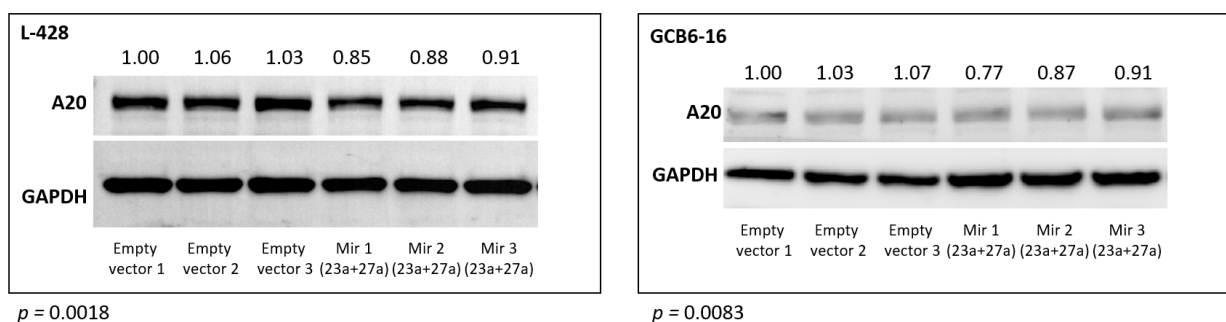 L-428
1.00 1.06 1.03 0.85 0.88 0.91
A20
GAPDH
Empty Empty Empty Mir 1 Mir 2 Mir 3
vector 1 vector 2 vector 3 (23a+27a) (23a+27a) (23a+27a)
p = 0.0018
GCB6-16
1.00 1.03 1.07 0.77 0.87 0.91
A20
GAPDH
Empty Empty Empty Mir 1 Mir 2 Mir 3
vector 1 vector 2 vector 3 (23a+27a) (23a+27a) (23a+27a)
p = 0.0083